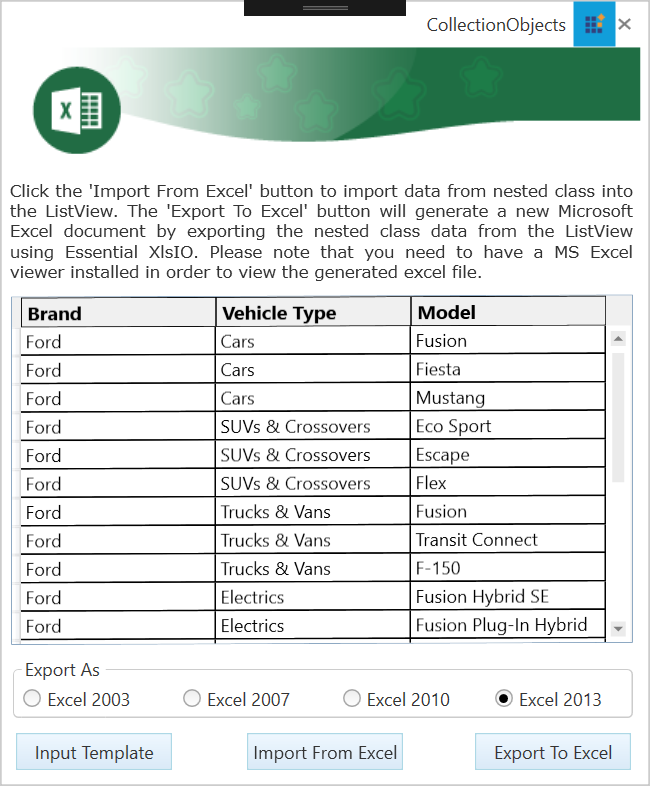 CollectionObjects
X
Click the 'Import From Excel' button to import data from nested class into
the ListView. The 'Export To Excel' button will generate a new Microsoft
Excel document by exporting the nested class data from the ListView
using Essential XlsIO. Please note that you need to have a MS Excel
viewer installed in order to view the generated excel file.
Brand Vehicle Type Model
Ford Cars Fusion
Ford Cars Fiesta
Ford Cars Mustang
Ford SUVs & Crossovers Eco Sport
Ford SUVs & Crossovers Escape
Ford SUVs & Crossovers Flex
Ford Trucks & Vans Fusion
Ford Trucks & Vans Transit Connect
Ford Trucks & Vans F-150
Ford Electrics Fusion Hybrid SE
Ford Electrics Fusion Plug-In Hybrid
Export As
Excel 2003 Excel 2007 Excel 2010 Excel 2013
Input Template Import From Excel Export To Excel